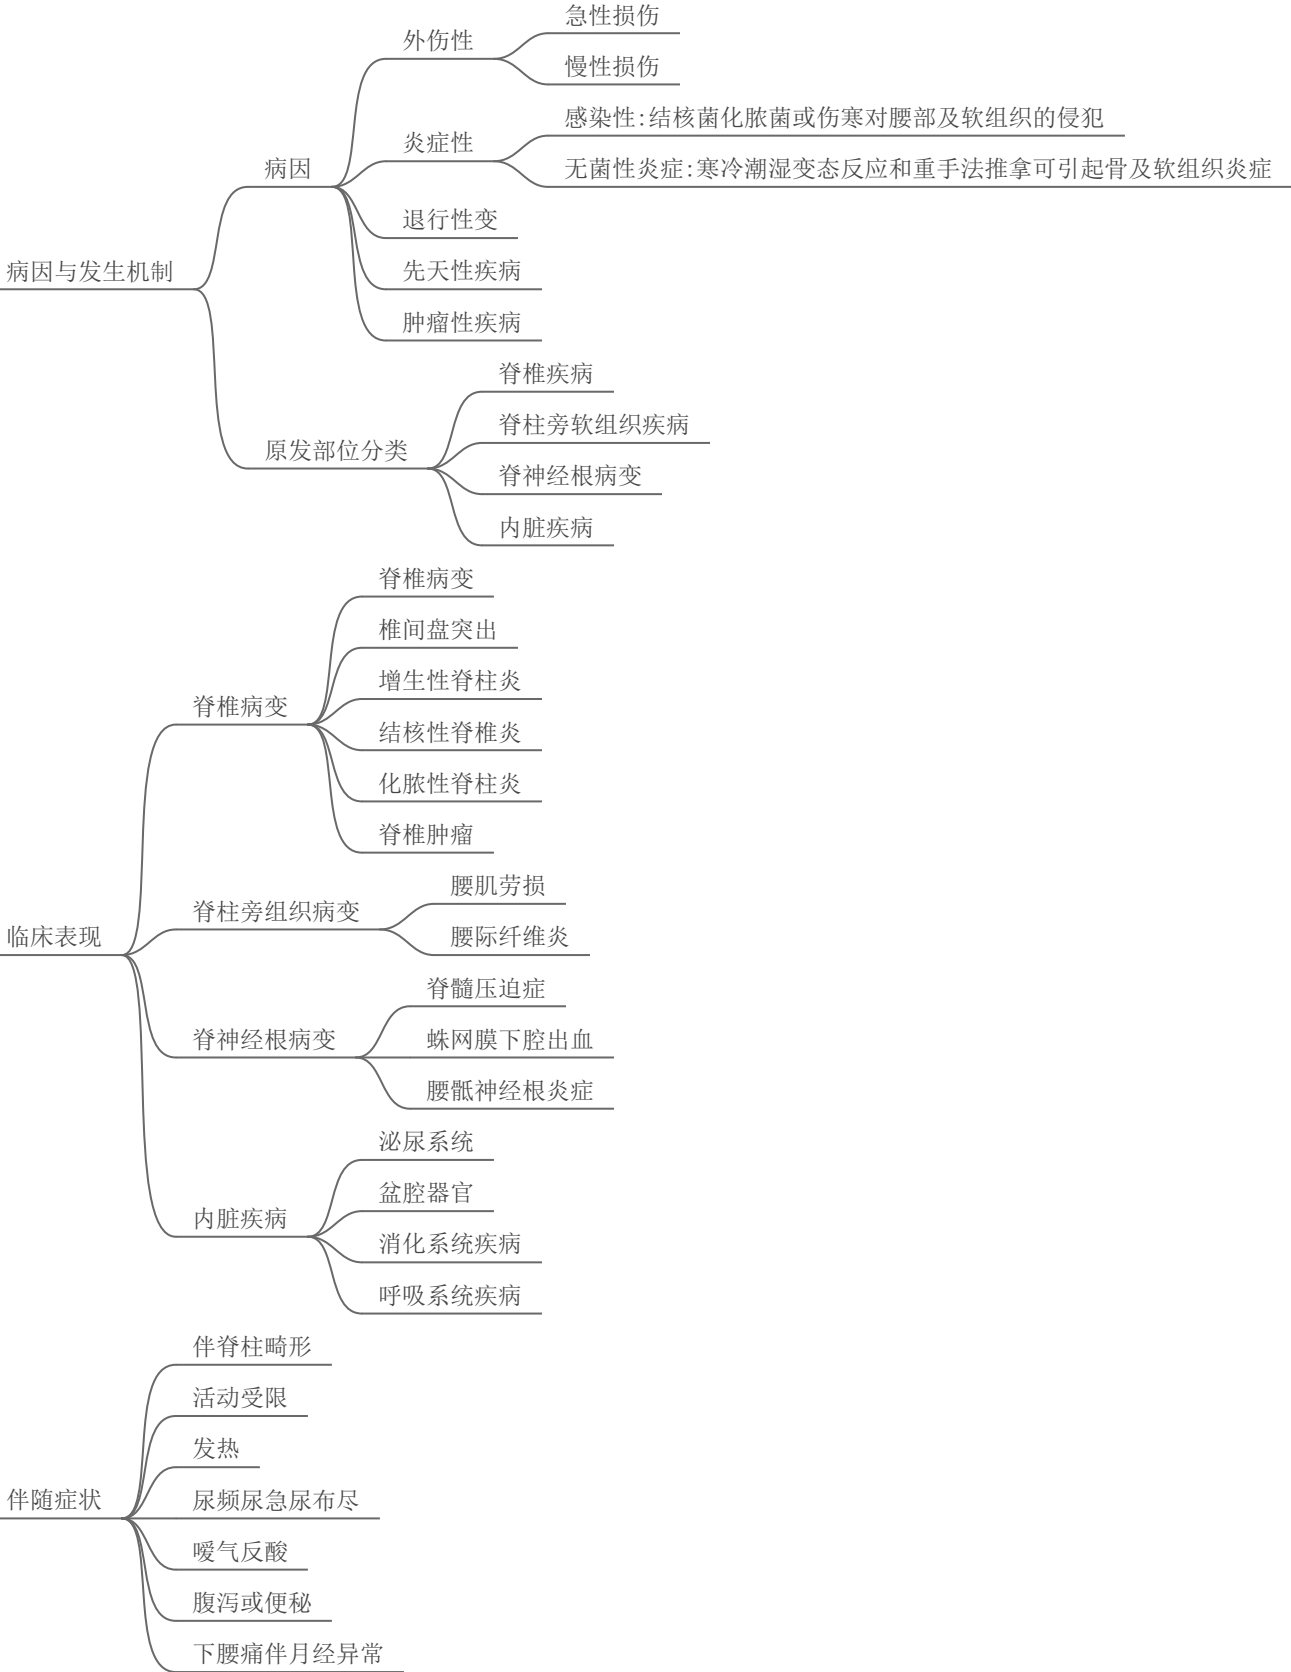 病因与发生机制
病因
外伤性
急性损伤
慢性损伤
炎症性
感染性:结核菌化脓菌或伤寒对腰部及软组织的侵犯
无菌性炎症:寒冷潮湿变态反应和重手法推拿可引起骨及软组织炎症
退行性变
先天性疾病
肿瘤性疾病
原发部位分类
脊椎疾病
脊柱旁软组织疾病
脊神经根病变
内脏疾病
临床表现
脊椎病变
脊椎病变
椎间盘突出
增生性脊柱炎
结核性脊椎炎
化脓性脊柱炎
脊椎肿瘤
脊柱旁组织病变
腰肌劳损
腰际纤维炎
脊神经根病变
脊髓压迫症
蛛网膜下腔出血
腰骶神经根炎症
内脏疾病
泌尿系统
盆腔器官
消化系统疾病
呼吸系统疾病
伴随症状
伴脊柱畸形
活动受限
发热
尿频尿急尿布尽
嗳气反酸
腹泻或便秘
下腰痛伴月经异常